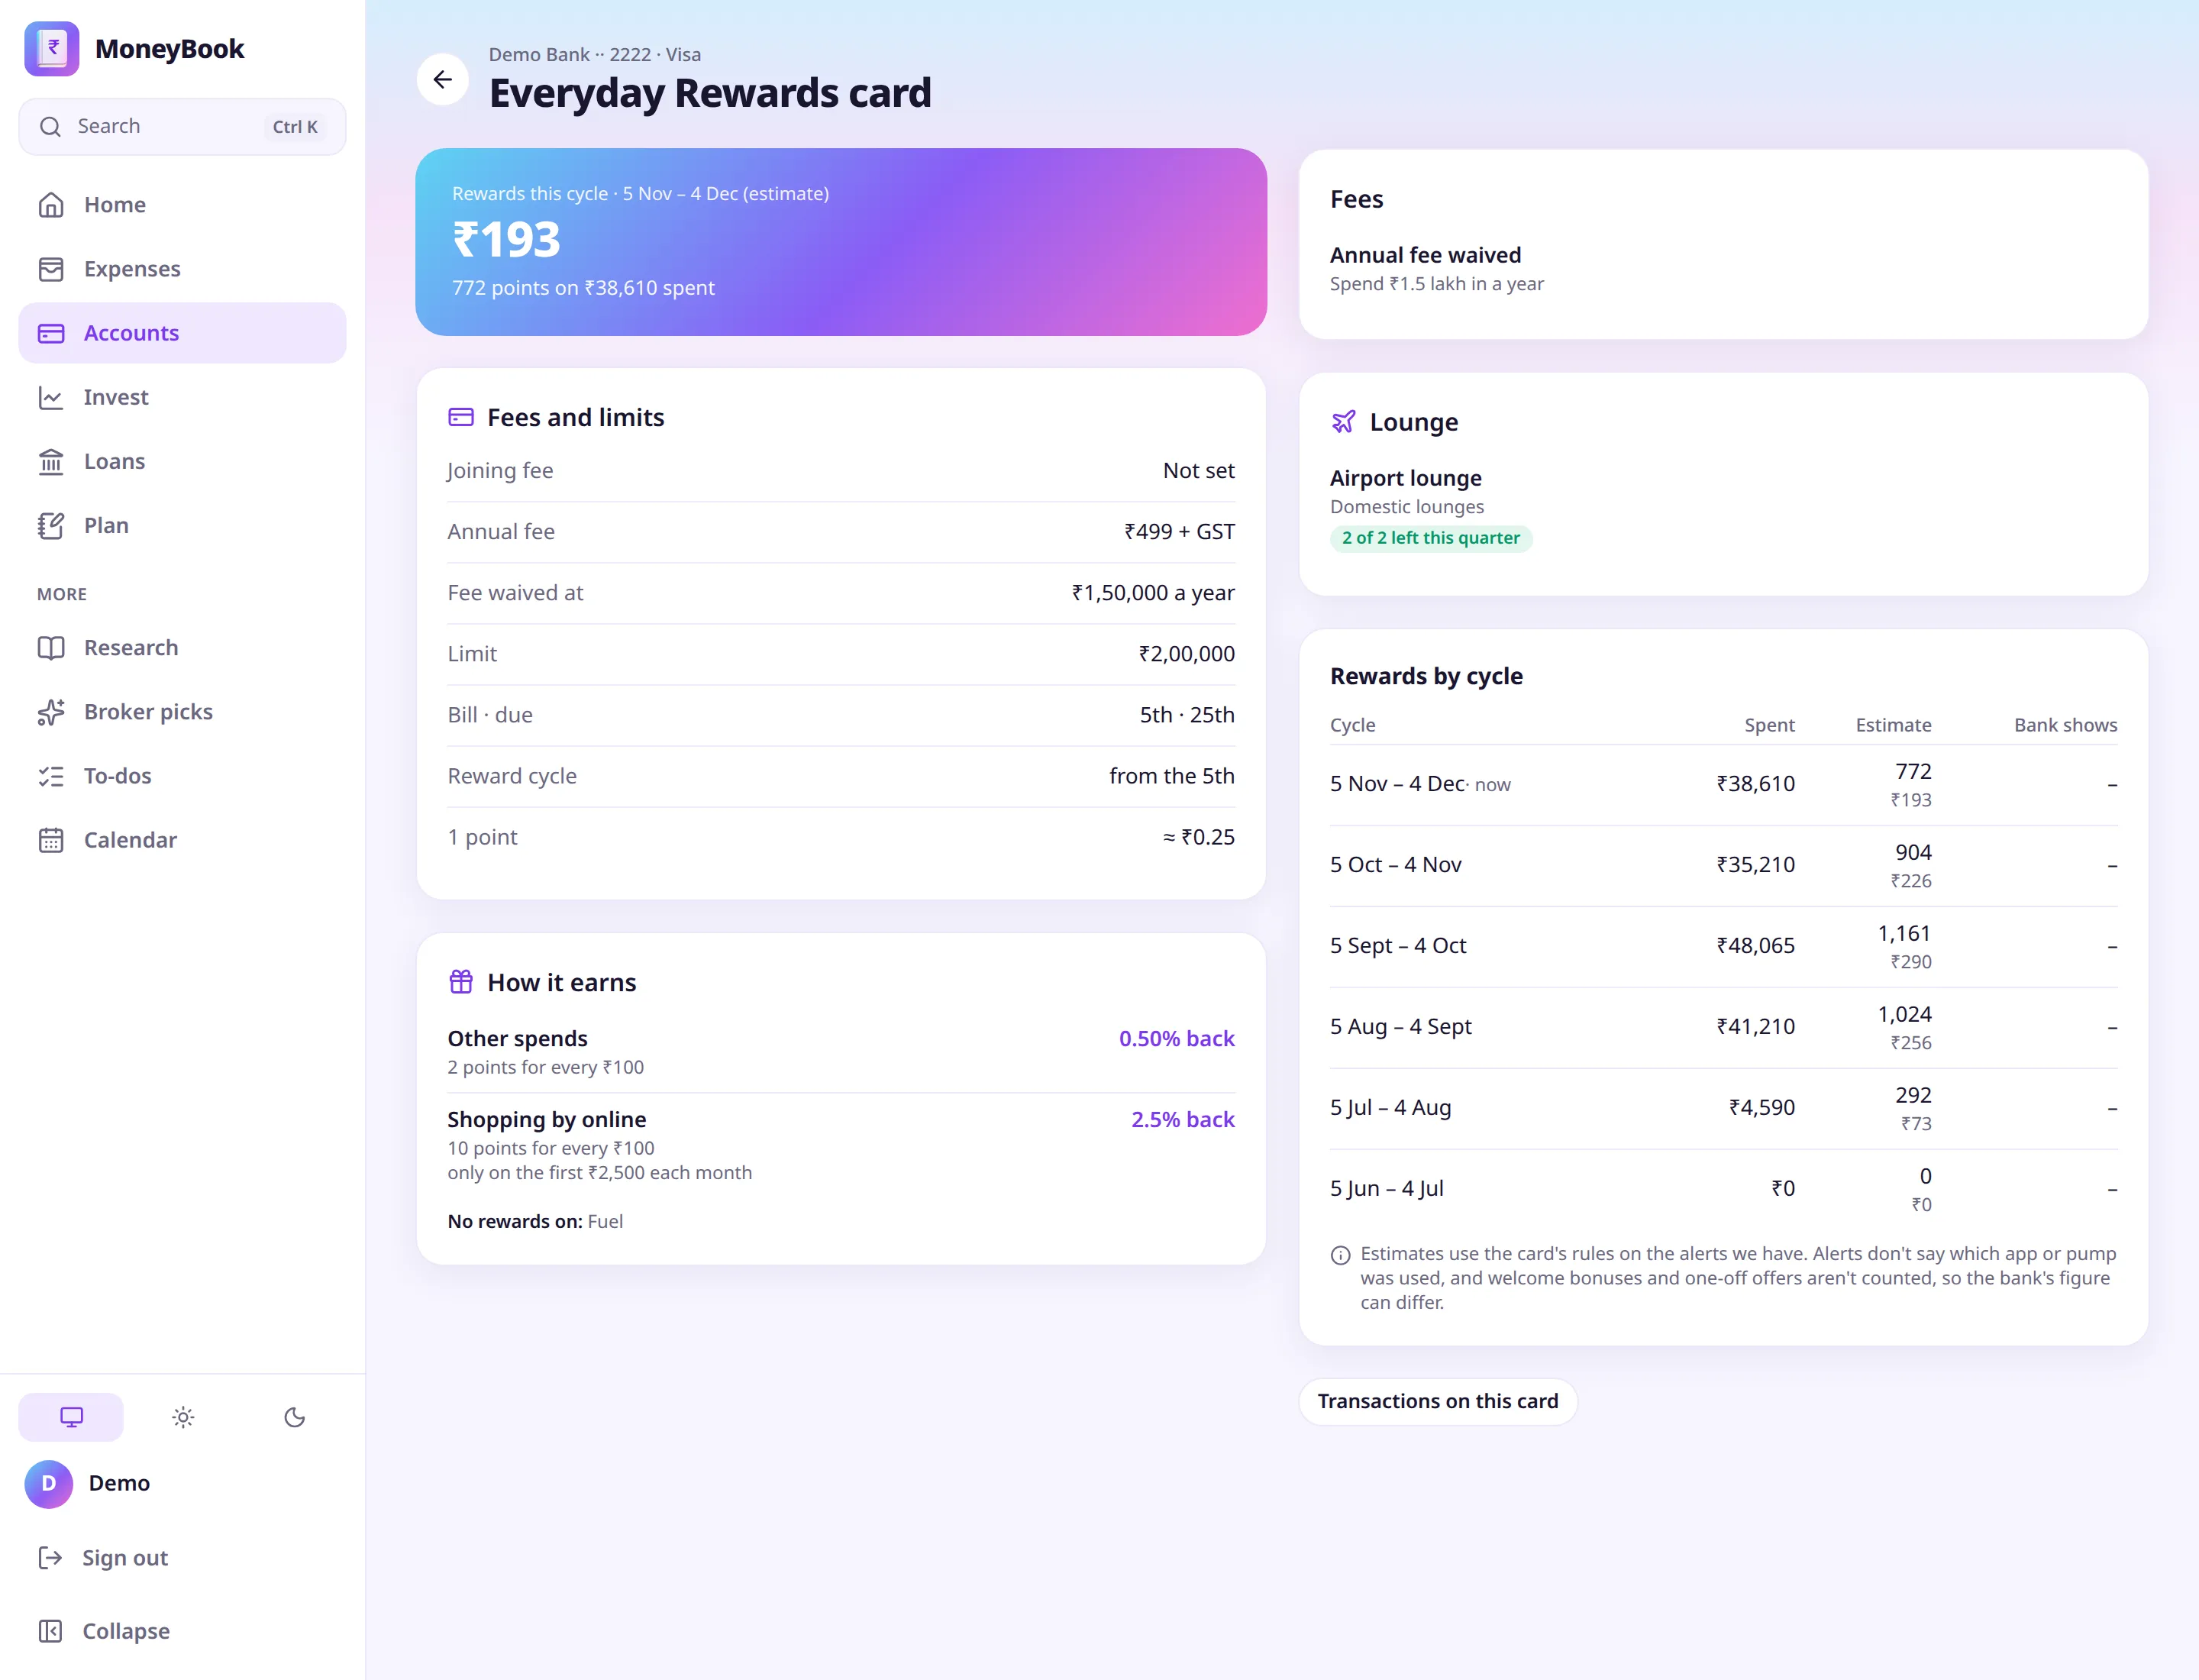 MoneyBook
Search
Ctrl K
Home
Expenses
Accounts
Invest
Loans
Plan
MORE
Research
Broker picks
To-dos
Calendar
D
Demo
Sign out
Collapse
Demo Bank ·· 2222 · Visa
Everyday Rewards card
Rewards this cycle · 5 Nov – 4 Dec (estimate)
₹193
772 points on ₹38,610 spent
Fees and limits
Joining fee Not set
Annual fee ₹499 + GST
Fee waived at ₹1,50,000 a year
Limit ₹2,00,000
Bill · due 5th · 25th
Reward cycle from the 5th
1 point ≈ ₹0.25
How it earns
Other spends 0.50% back
2 points for every ₹100
Shopping by online 2.5% back
10 points for every ₹100
only on the first ₹2,500 each month
No rewards on: Fuel
Fees
Annual fee waived
Spend ₹1.5 lakh in a year
Lounge
Airport lounge
Domestic lounges
2 of 2 left this quarter
Rewards by cycle
Cycle Spent Estimate Bank shows
5 Nov – 4 Dec· now ₹38,610 772 –
₹193
5 Oct – 4 Nov ₹35,210 904 –
₹226
5 Sept – 4 Oct ₹48,065 1,161 –
₹290
5 Aug – 4 Sept ₹41,210 1,024 –
₹256
5 Jul – 4 Aug ₹4,590 292 –
₹73
5 Jun – 4 Jul ₹0 0 –
₹0
Estimates use the card's rules on the alerts we have. Alerts don't say which app or pump
was used, and welcome bonuses and one-off offers aren't counted, so the bank's figure
can differ.
Transactions on this card